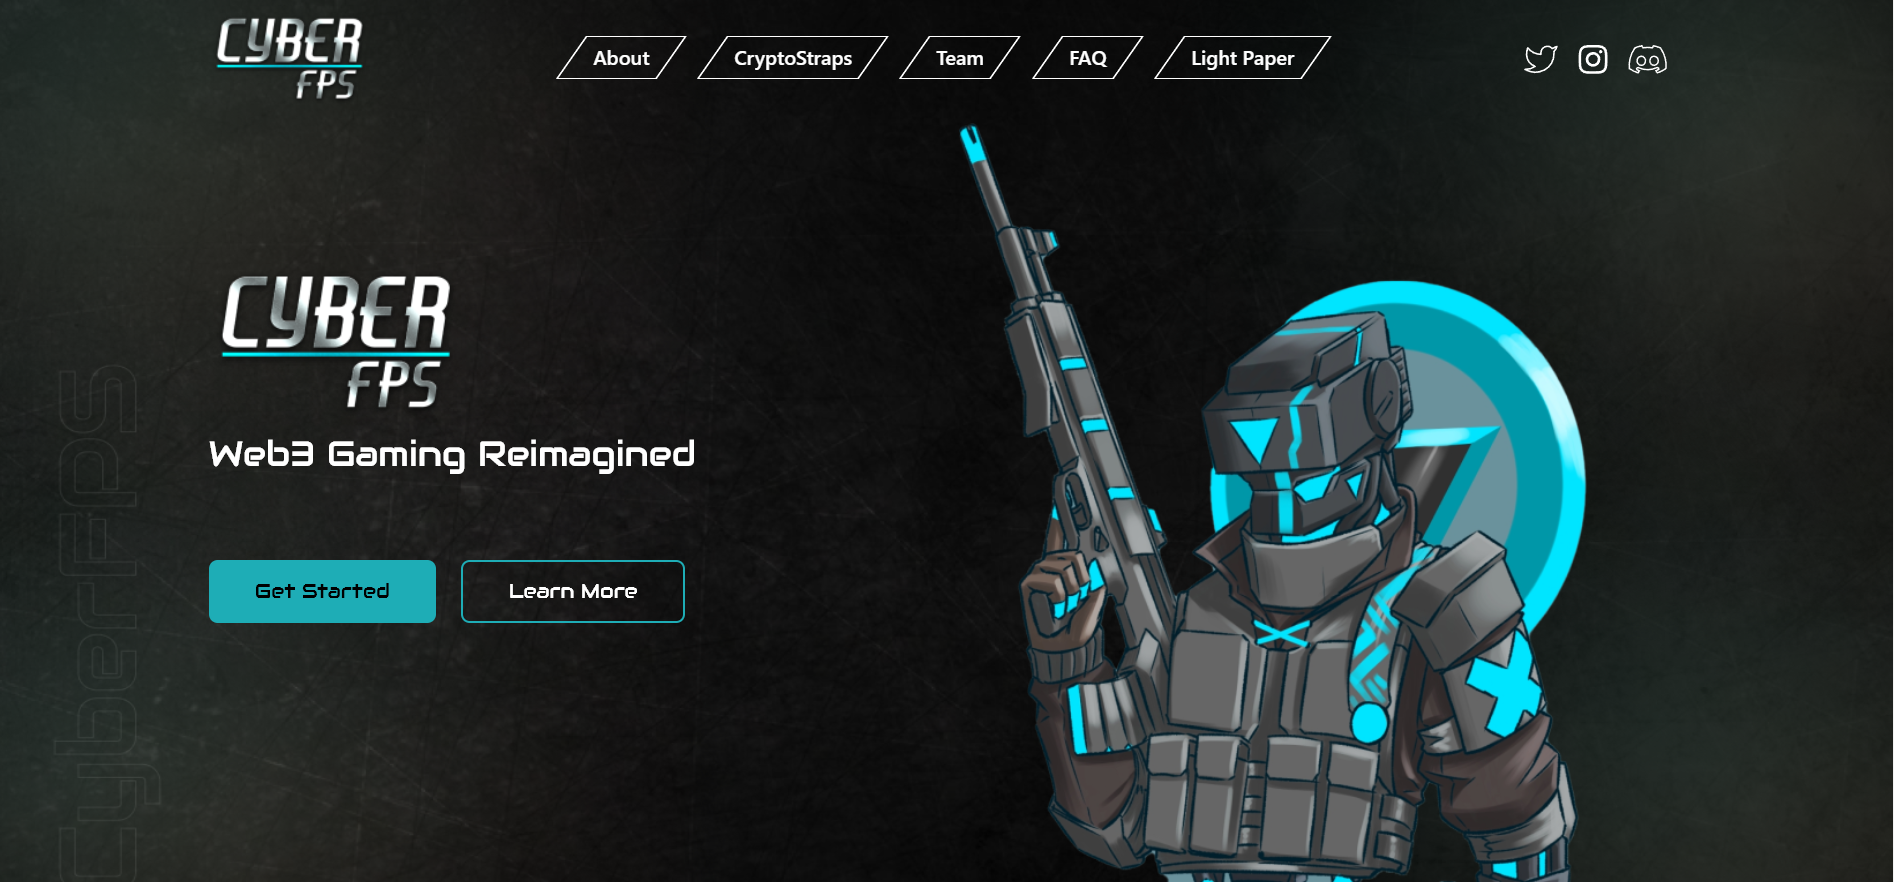 CYBER
FPS
About
CryptoStraps
Team
FAQ
Light Paper
CYBER
FPS
Web3 Gaming Reimagined
Get Started
Learn More
CyberFPS